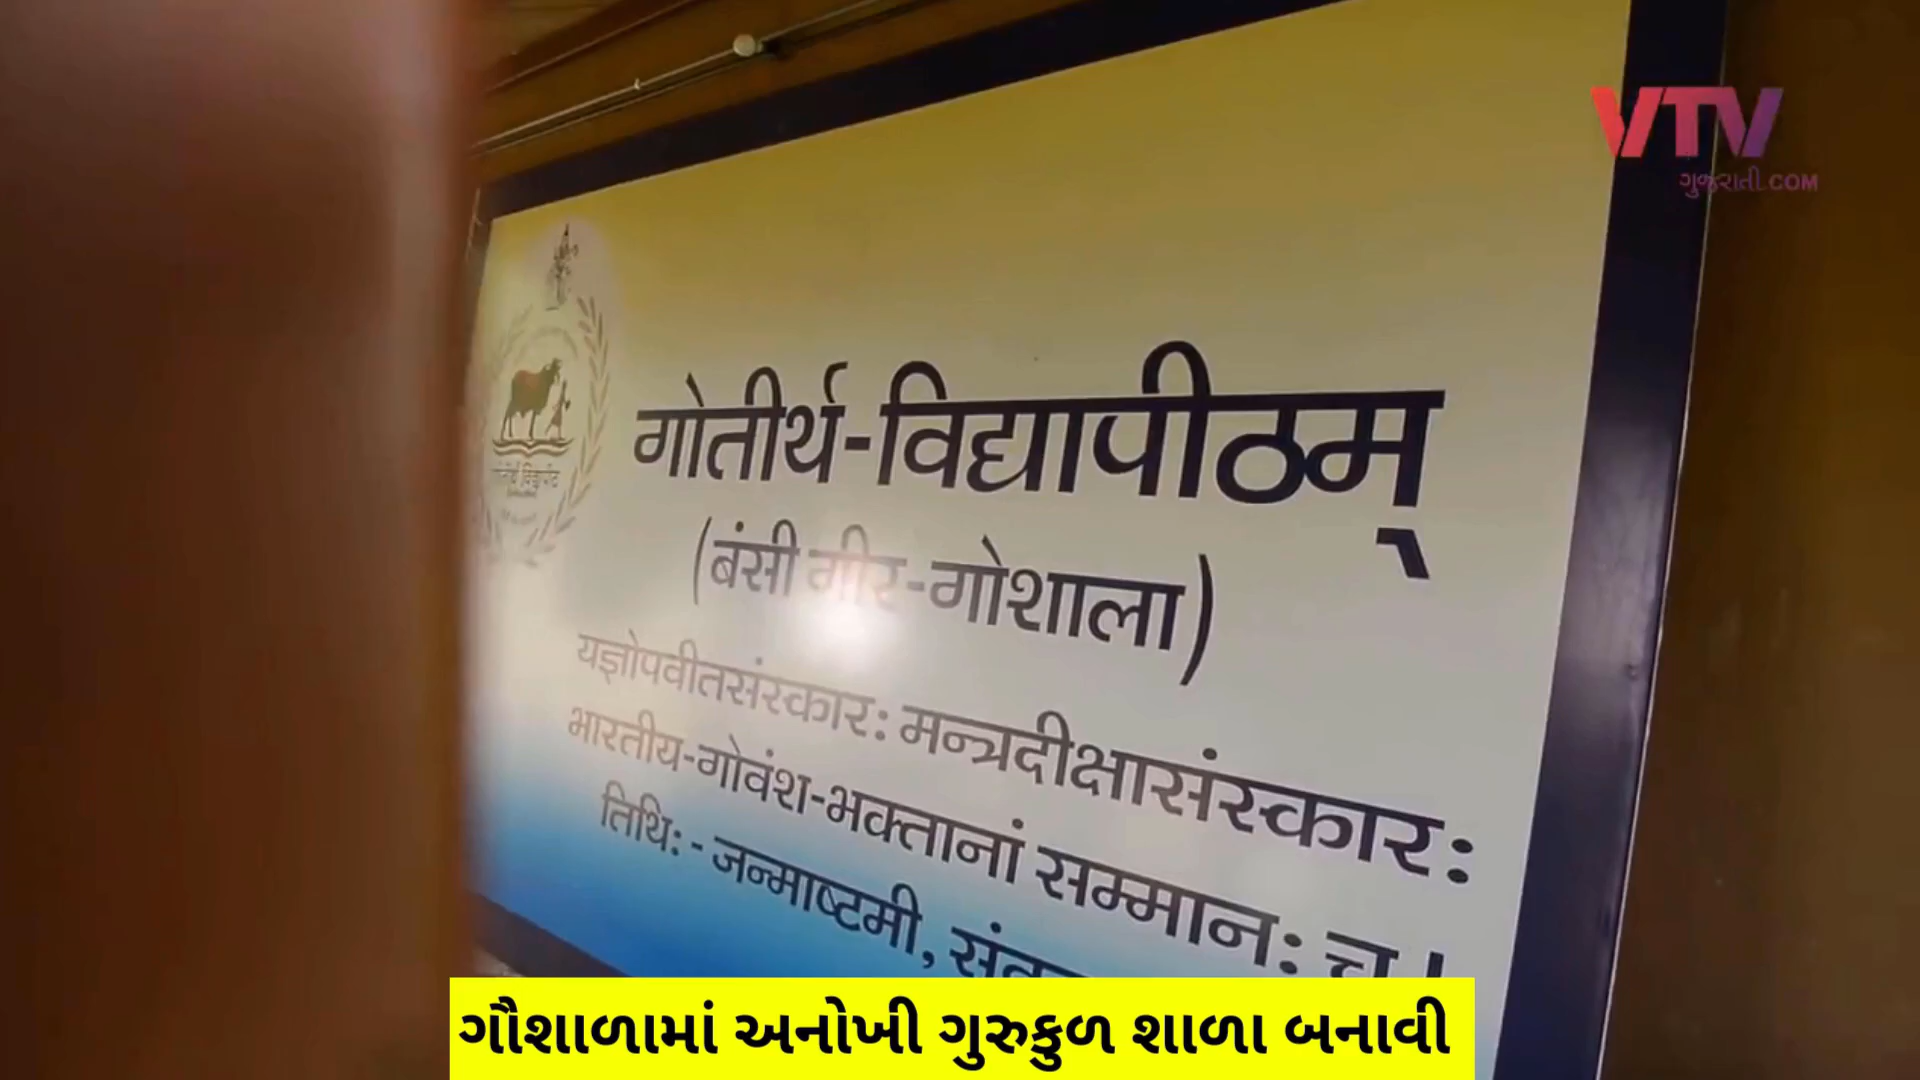 VTV
ગુજરાતી.COM
गोतीर्थ-विद्यापीठम्
(बंसी गीर-गोशाला)
यज्ञोपवीतसंस्कार: मन्त्रदीक्षासंस्कार:
भारतीय-गोवंश-भक्तानां सम्मान: च।
तिथि: - जन्माष्टमी,
ગૌશાળામાં અનોખી ગુરુકુળ શાળા બનાવી